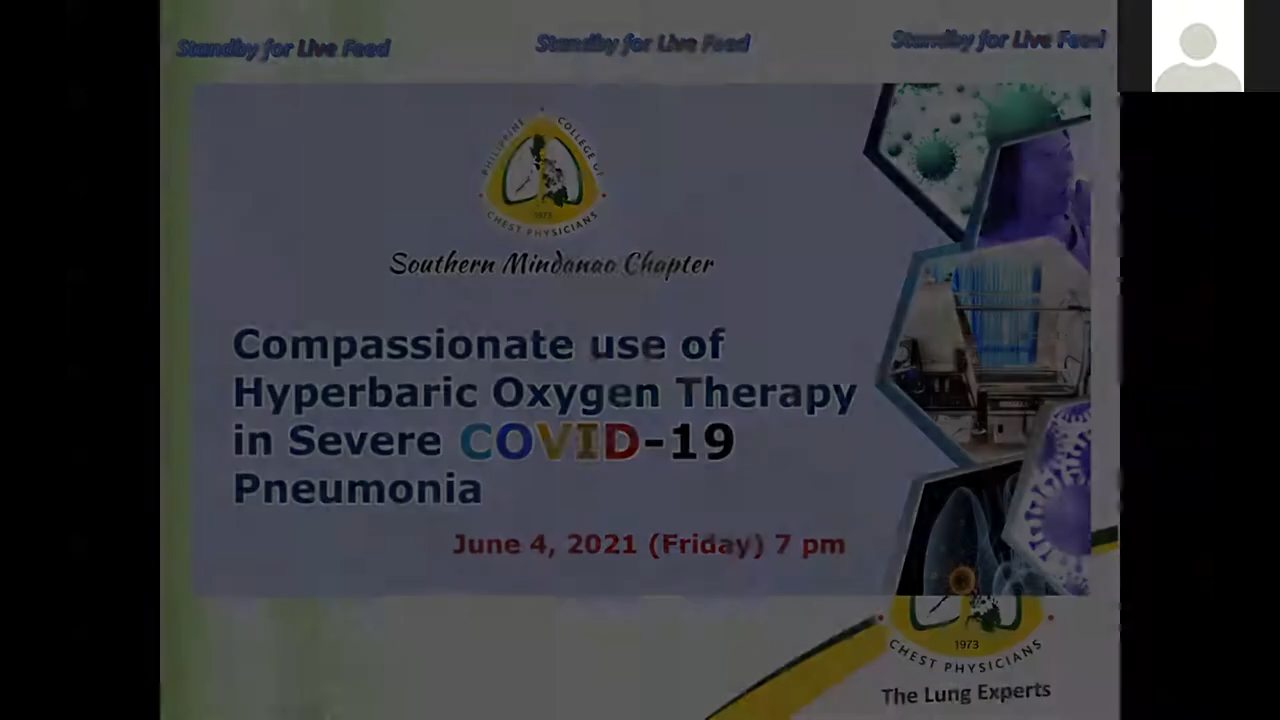 Standby for Live Feed Standby for Live Feed Standby for Live Feed
PHILIPPINE COLLEGE OF
CHEST PHYSICIANS
1973
Southern Mindanao Chapter
Compassionate use of
Hyperbaric Oxygen Therapy
in Severe COVID-19
Pneumonia
June 4, 2021 (Friday) 7 pm
1973
CHEST PHYSICIANS
The Lung Experts